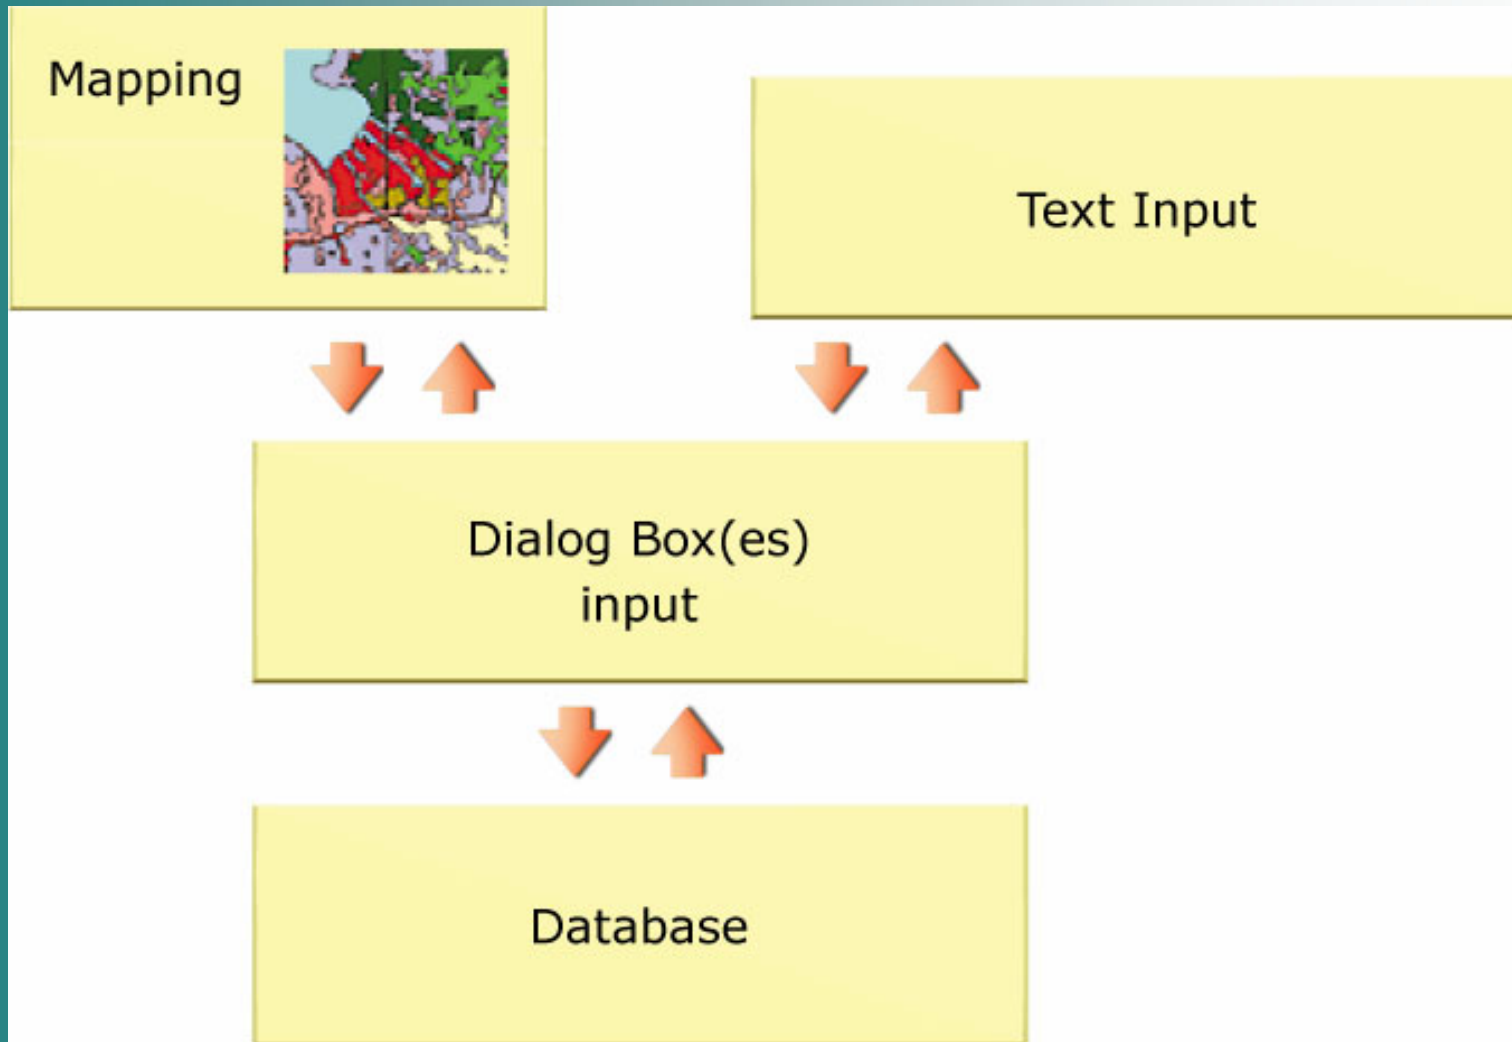 Mapping
Text Input
Dialog Box(es)
input
Database